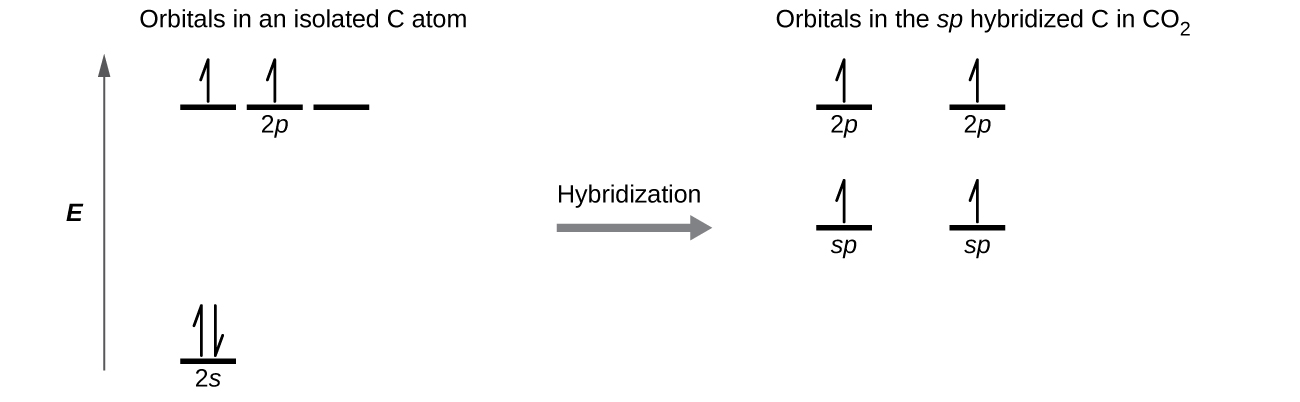 Orbitals in an isolated C atom
Orbitals in the sp hybridized C in CO₂
2p
2p
2p
Hybridization
E
sp
sp
2s